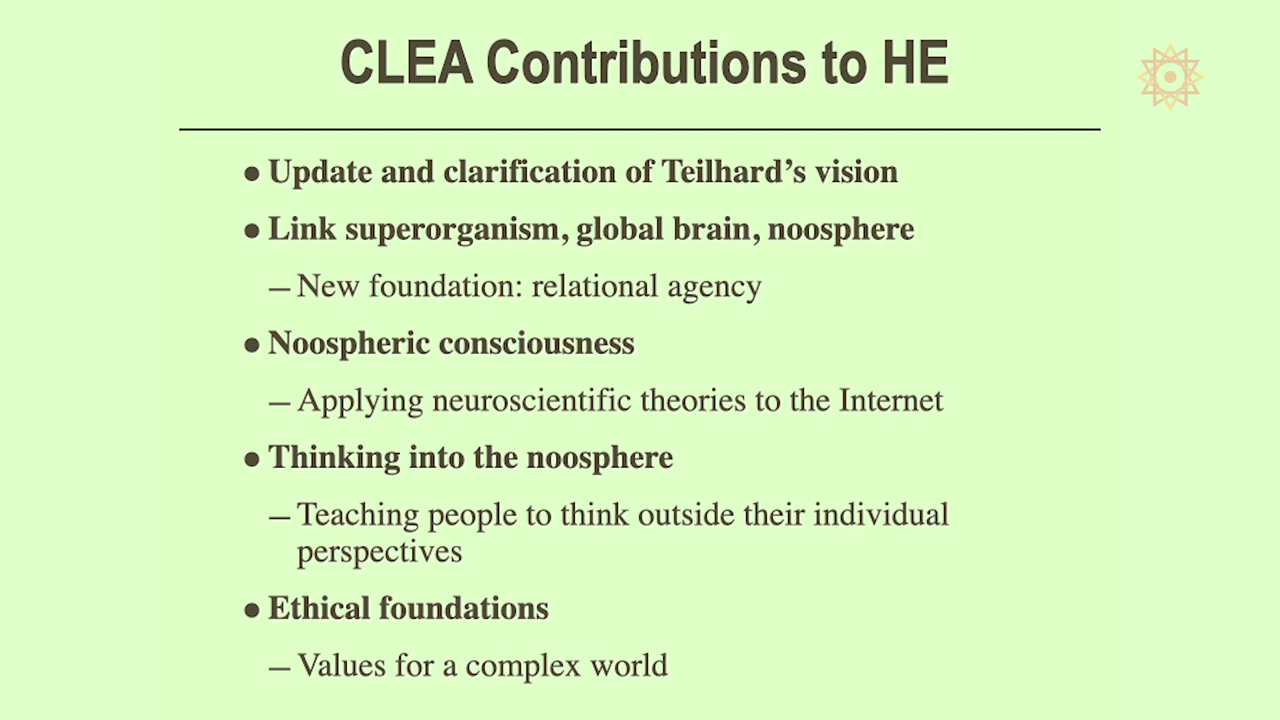 CLEA Contributions to HE
● Update and clarification of Teilhard’s vision
● Link superorganism, global brain, noosphere
– New foundation: relational agency
● Noospheric consciousness
– Applying neuroscientific theories to the Internet
● Thinking into the noosphere
– Teaching people to think outside their individual
perspectives
● Ethical foundations
– Values for a complex world